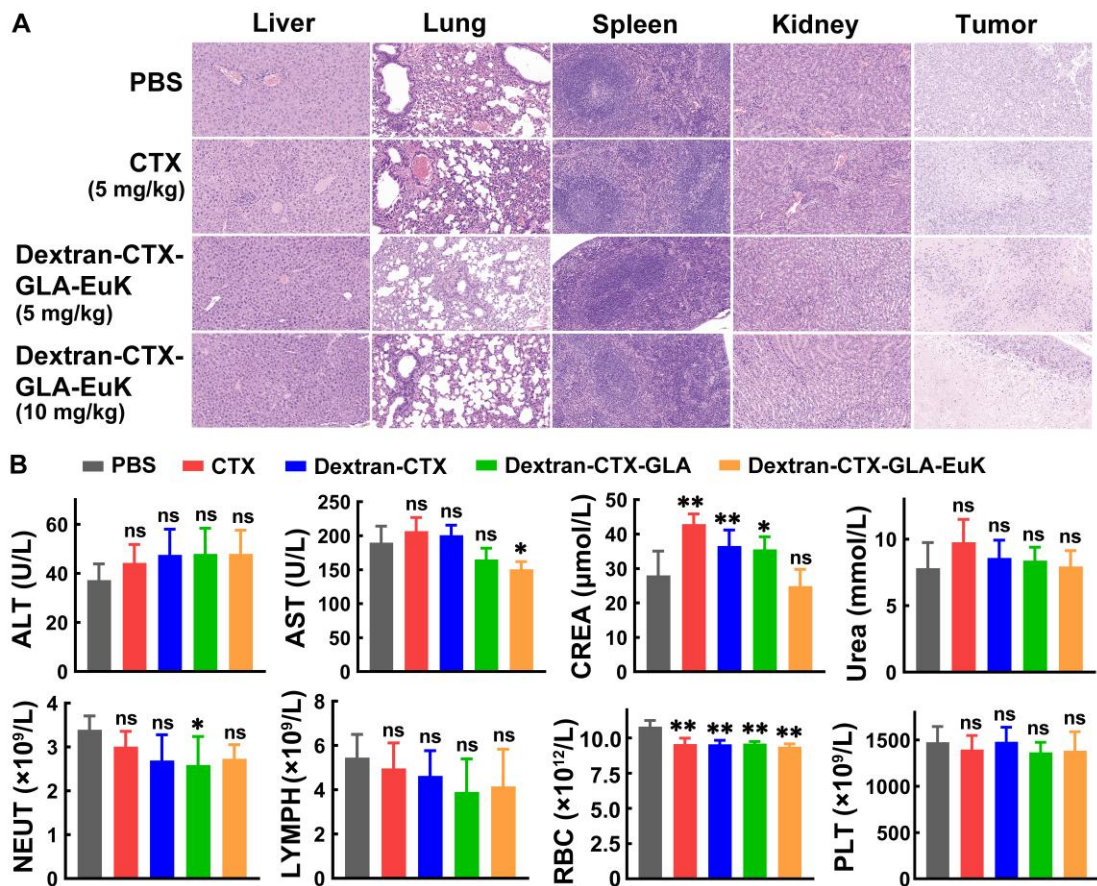 A
Liver Lung Spleen Kidney Tumor
PBS
CTX
(5 mg/kg)
Dextran-CTX-
GLA-EuK
(5 mg/kg)
Dextran-CTX-
GLA-EuK
(10 mg/kg)
B
PBS CTX Dextran-CTX Dextran-CTX-GLA Dextran-CTX-GLA-EuK
ALT (U/L)
60
40
20
0
ns ns ns ns
AST (U/L)
250
200
150
100
50
0
ns ns ns *
CREA (μmol/L)
50
40
30
20
10
0
** ** * ns
Urea (mmol/L)
10
5
0
ns ns ns ns
NEUT (×10⁹/L)
4
3
2
1
0
ns ns * ns
LYMPH (×10⁹/L)
8
6
4
2
0
ns ns ns ns
RBC (×10¹²/L)
10.0
7.5
5.0
2.5
0
** ** ** **
PLT (×10⁹/L)
1500
1000
500
0
ns ns ns ns